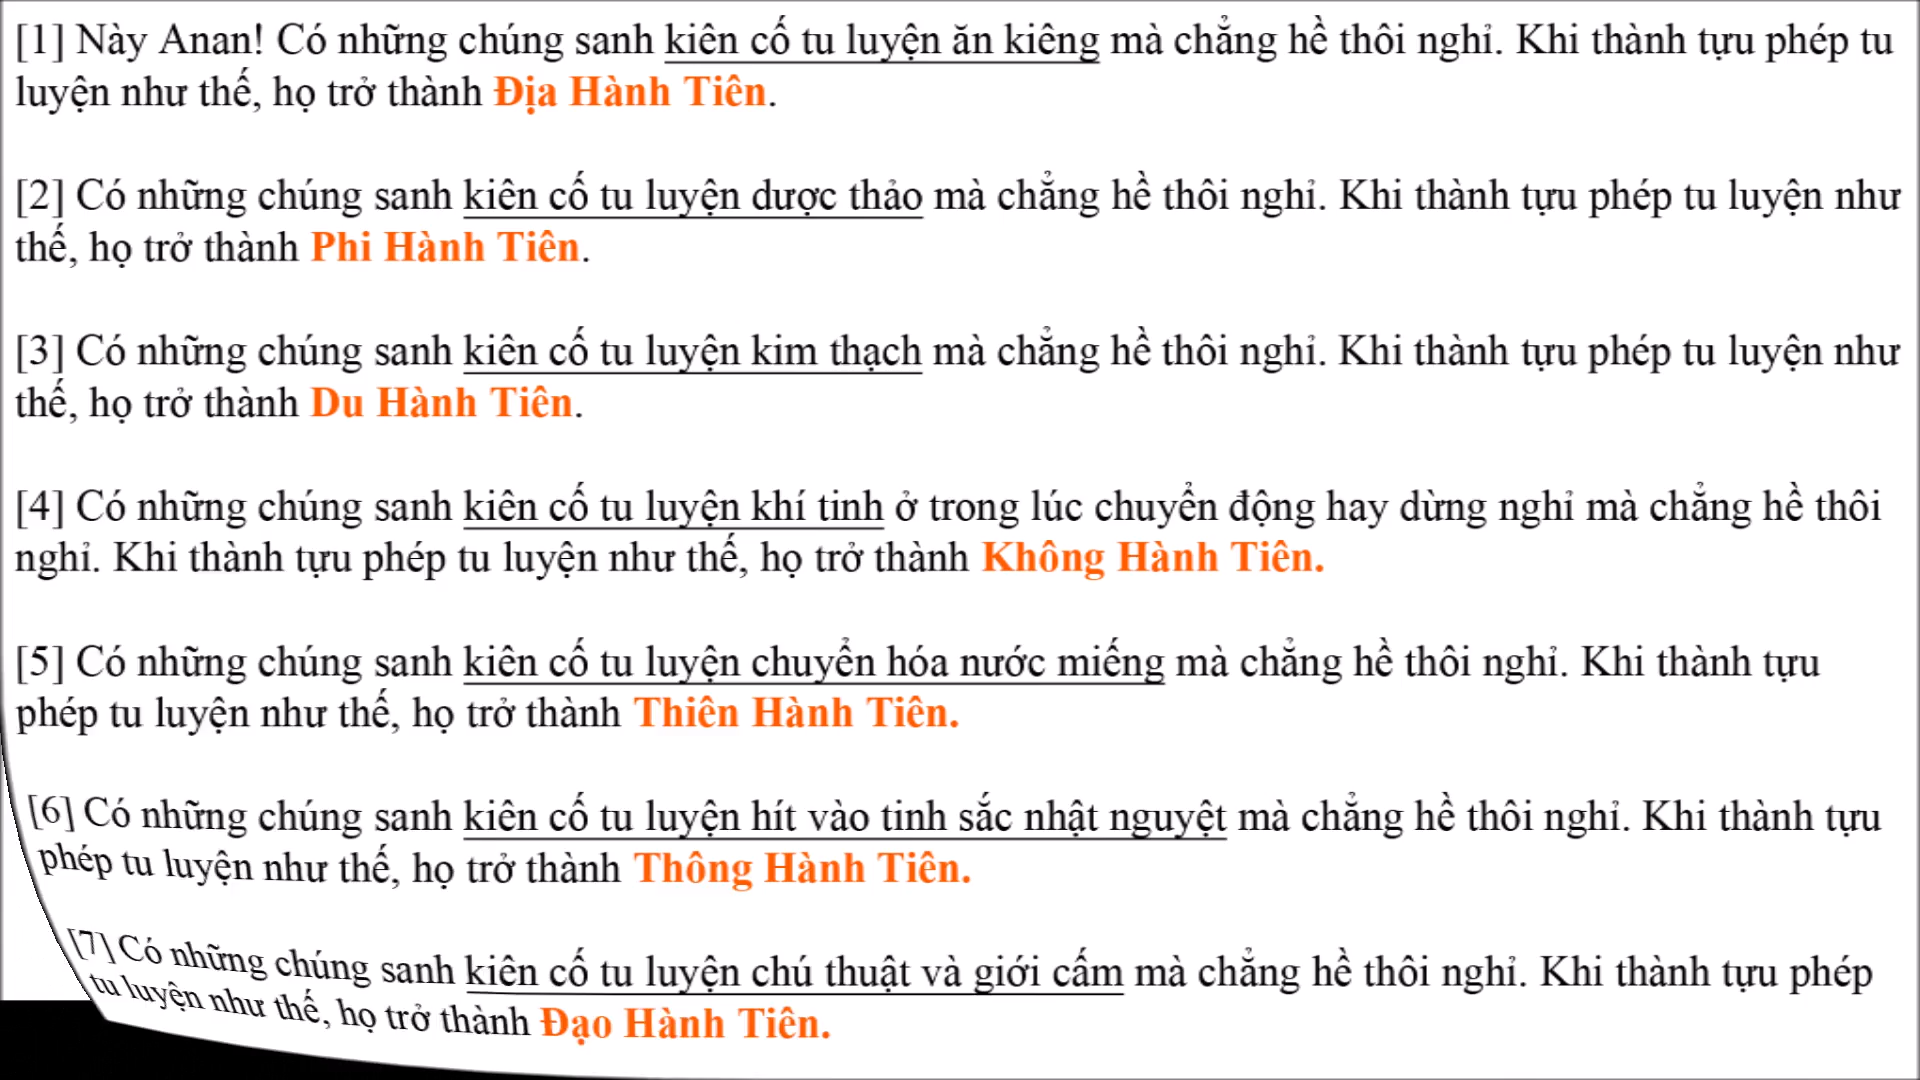 [1] Này Anan! Có những chúng sanh kiên cố tu luyện ăn kiêng mà chẳng hề thôi nghỉ. Khi thành tựu phép tu
luyện như thế, họ trở thành Địa Hành Tiên.
[2] Có những chúng sanh kiên cố tu luyện dược thảo mà chẳng hề thôi nghỉ. Khi thành tựu phép tu luyện như
thế, họ trở thành Phi Hành Tiên.
[3] Có những chúng sanh kiên cố tu luyện kim thạch mà chẳng hề thôi nghỉ. Khi thành tựu phép tu luyện như
thế, họ trở thành Du Hành Tiên.
[4] Có những chúng sanh kiên cố tu luyện khí tinh ở trong lúc chuyển động hay dừng nghỉ mà chẳng hề thôi
nghỉ. Khi thành tựu phép tu luyện như thế, họ trở thành Không Hành Tiên.
[5] Có những chúng sanh kiên cố tu luyện chuyển hóa nước miếng mà chẳng hề thôi nghỉ. Khi thành tựu
phép tu luyện như thế, họ trở thành Thiên Hành Tiên.
[6] Có những chúng sanh kiên cố tu luyện hít vào tinh sắc nhật nguyệt mà chẳng hề thôi nghỉ. Khi thành tựu
phép tu luyện như thế, họ trở thành Thông Hành Tiên.
[7] Có những chúng sanh kiên cố tu luyện chú thuật và giới cấm mà chẳng hề thôi nghỉ. Khi thành tựu phép
tu luyện như thế, họ trở thành Đạo Hành Tiên.